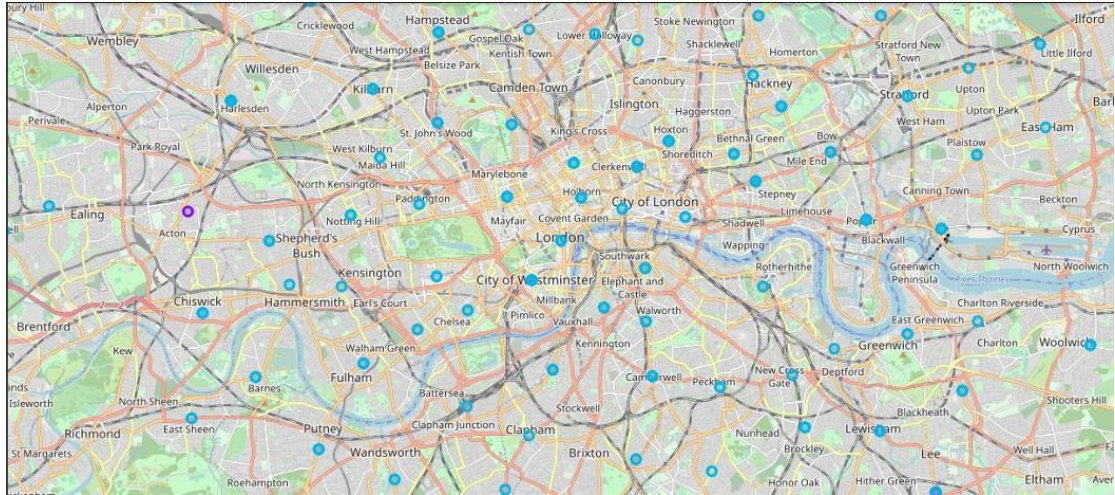 bury Hill
Cricklewood
Hampstead
Gospel Oak
Lower Holloway
Stoke Newington
Ilford
Wembley
West Hampstead
Kentish Town
Shacklewell
Homerton
Stratford New
Town
Little Ilford
Willesden
Belsize Park
Canonbury
Hackney
Alperton
Harlesden
Kilburn
Camden Town
Islington
Haggerston
Stratford
Upton
Upton Park
Bar
Perivale
Park Royal
St. John's Wood
King's Cross
Hoxton
Bethnal Green
Bow
West Ham
East Ham
West Kilburn
Maida Hill
Clerkenwell
Shoreditch
Mile End
Plaistow
Marylebone
North Kensington
Paddington
Holborn
City of London
Stepney
Canning Town
Beckton
Ealing
Acton
Notting Hill
Mayfair
Covent Garden
Shadwell
Limehouse
Poplar
Cyprus
ell
Shepherd's
Bush
London
Wapping
Blackwall
Southwark
Rotherhithe
Greenwich
Peninsula
North Woolwich
Kensington
City of Westminster
Elephant and
Castle
River Thames
Chiswick
Hammersmith
Earl's Court
Millbank
Walworth
Charlton Riverside
Brentford
Chelsea
Pimlico
Vauxhall
East Greenwich
Kew
Walham Green
Kennington
Greenwich
Charlton
Woolwich
Fulham
Camberwell
Peckham
New Cross
Gate
Deptford
ands
Isleworth
Barnes
Battersea
Shooters Hill
North Sheen
Stockwell
Blackheath
Richmond
East Sheen
Putney
Clapham Junction
Clapham
Nunhead
Brockley
Lewisham
St Margarets
Wandsworth
Brixton
Lee
Well Hall
Roehampton
Honor Oak
Hither Green
Eltham
Aver